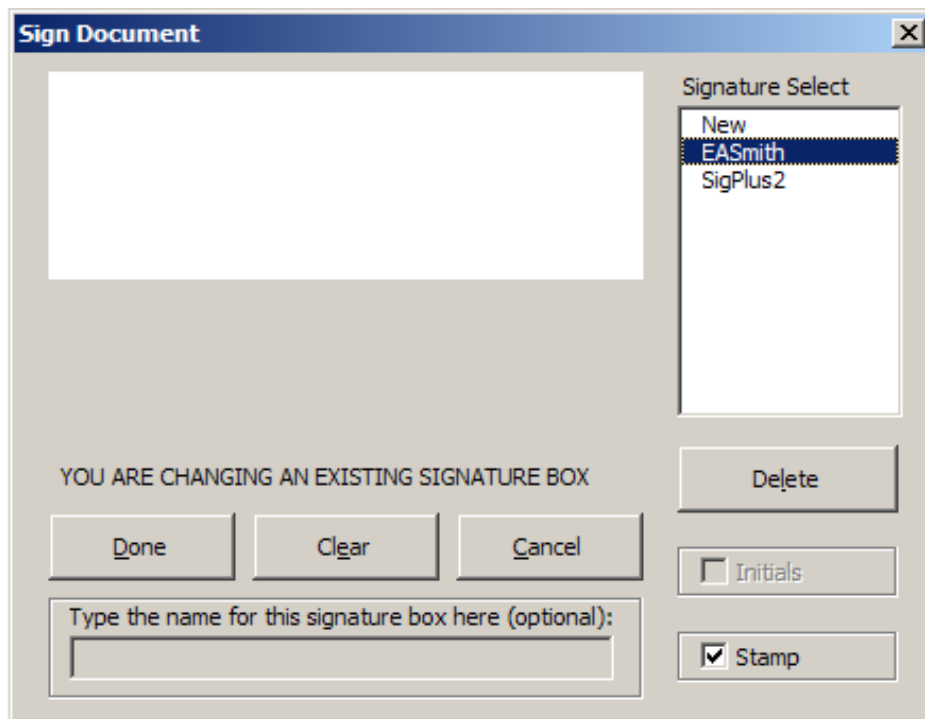 Sign Document
Signature Select
New
EASmith
SigPlus2
YOU ARE CHANGING AN EXISTING SIGNATURE BOX
Delete
Done
Clear
Cancel
Initials
Type the name for this signature box here (optional):
Stamp